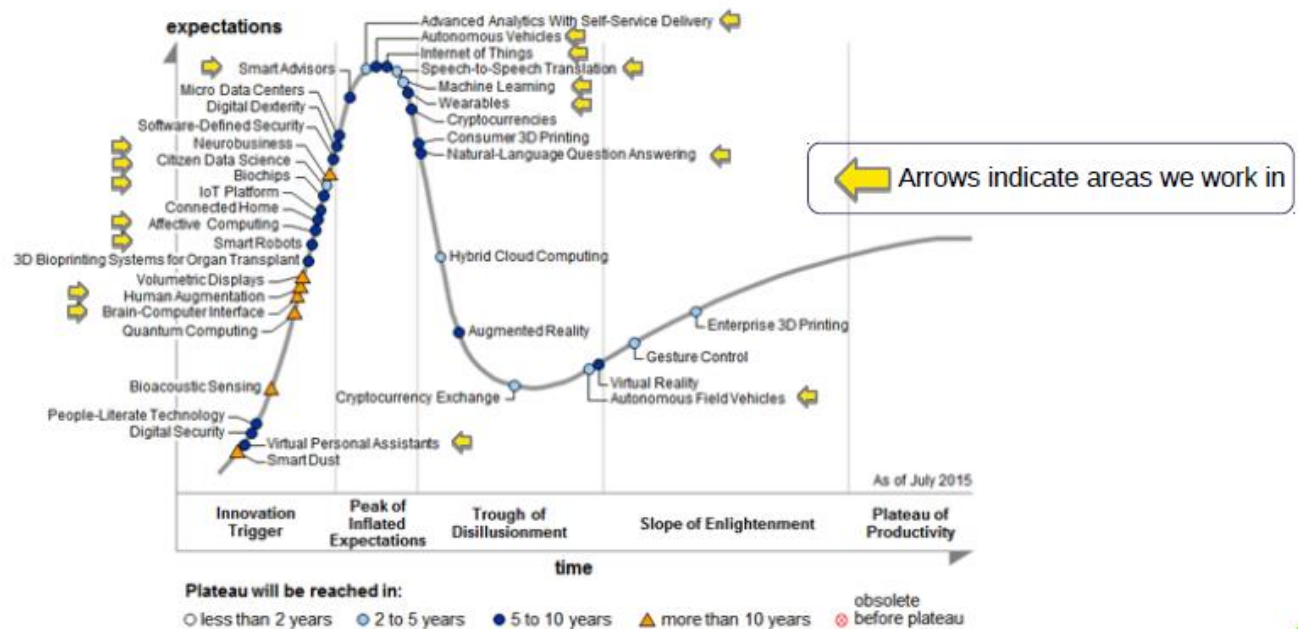 expectations
Advanced Analytics With Self-Service Delivery
Autonomous Vehicles
Internet of Things
Smart Advisors
Speech-to-Speech Translation
Micro Data Centers
Machine Learning
Digital Dexterity
Wearables
Software-Defined Security
Cryptocurrencies
Neurobusiness
Consumer 3D Printing
Citizen Data Science
Natural-Language Question Answering
Biochips
Arrows indicate areas we work in
IoT Platform
Connected Home
Affective Computing
Smart Robots
Hybrid Cloud Computing
3D Bioprinting Systems for Organ Transplant
Volumetric Displays
Human Augmentation
Brain-Computer Interface
Quantum Computing
Augmented Reality
Enterprise 3D Printing
Gesture Control
Bioacoustic Sensing
Virtual Reality
Cryptocurrency Exchange
Autonomous Field Vehicles
People-Literate Technology
Digital Security
Virtual Personal Assistants
Smart Dust
As of July 2015
Innovation
Trigger
Peak of
Inflated
Expectations
Trough of
Disillusionment
Slope of Enlightenment
Plateau of
Productivity
time
Plateau will be reached in:
less than 2 years
2 to 5 years
5 to 10 years
more than 10 years
obsolete
before plateau